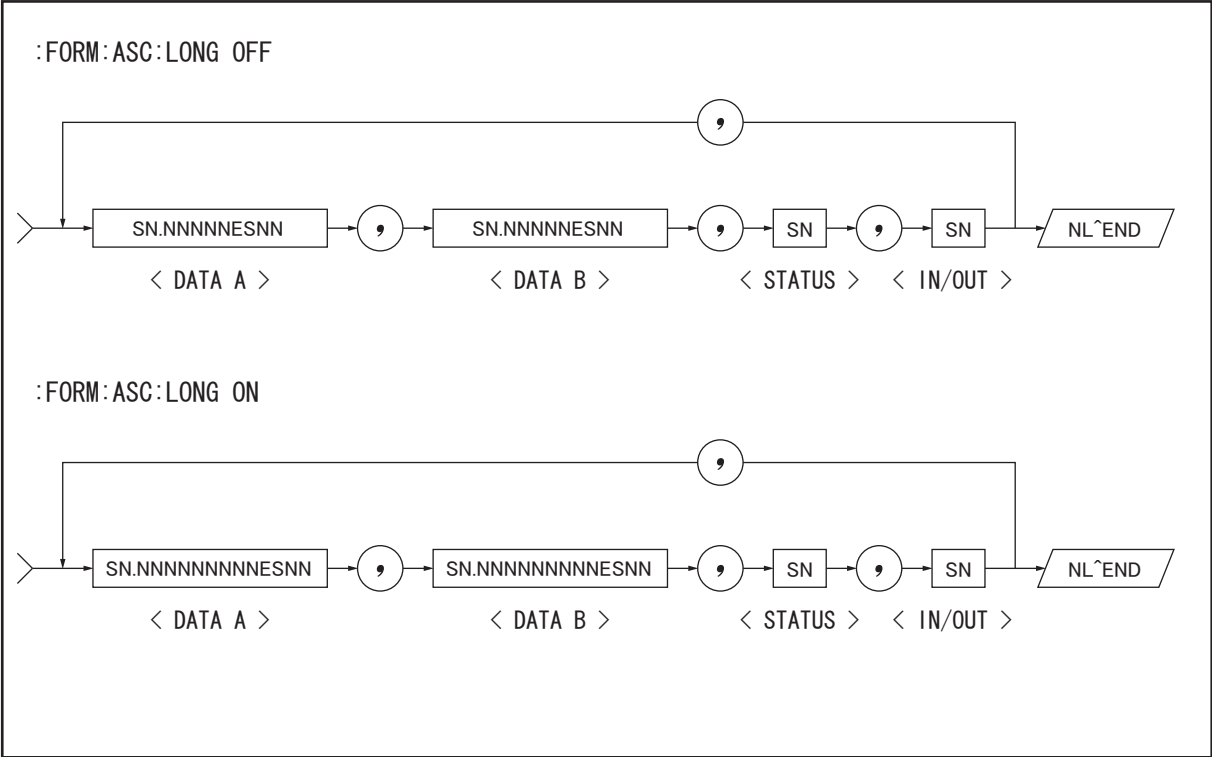 :FORM:ASC:LONG OFF
,
SN.NNNNNESNN , SN.NNNNNESNN , SN , SN NL^END
< DATA A > < DATA B > < STATUS > < IN/OUT >
:FORM:ASC:LONG ON
,
SN.NNNNNNNNNESNN , SN.NNNNNNNNNESNN , SN , SN NL^END
< DATA A > < DATA B > < STATUS > < IN/OUT >